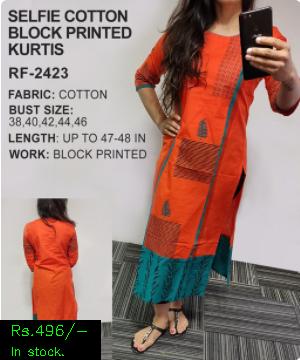 SELFIE COTTON
BLOCK PRINTED
KURTIS
RF-2423
FABRIC: COTTON
BUST SIZE:
38,40,42,44,46
LENGTH: UP TO 47-48 IN
WORK: BLOCK PRINTED
Rs.496/-
In stock.